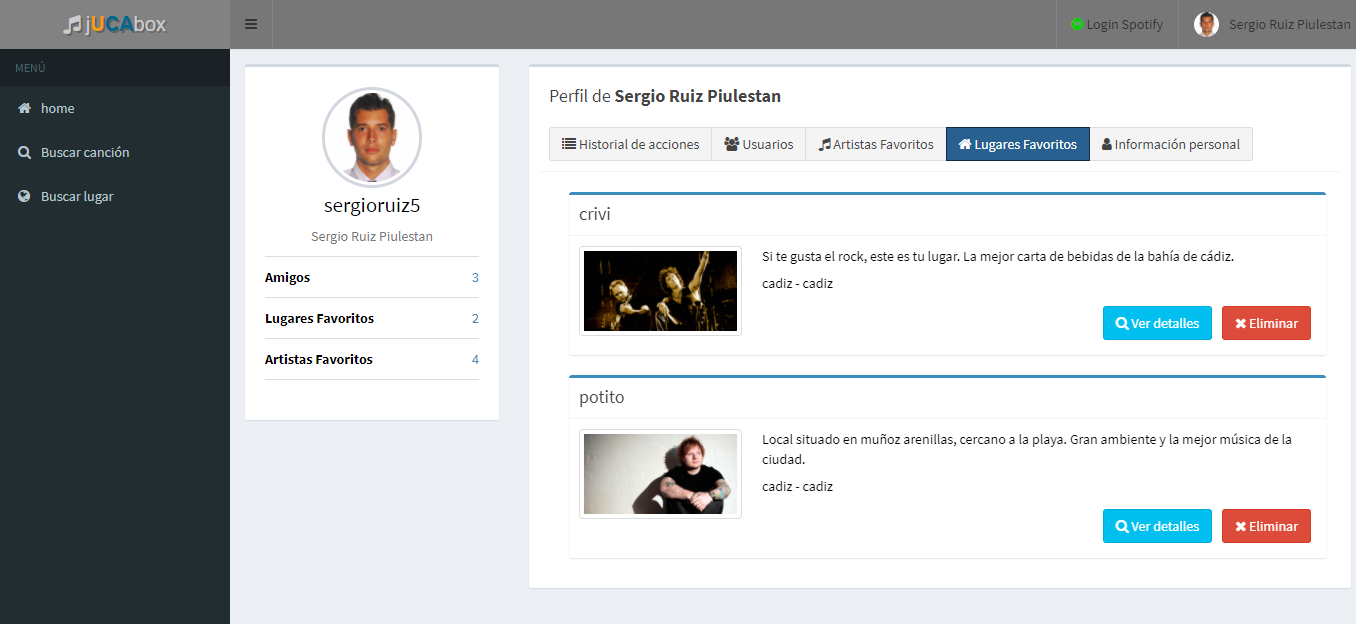 jUCAbox
Login Spotify
Sergio Ruiz Piulestan
MENÚ
home
Buscar canción
Buscar lugar
sergioruiz5
Sergio Ruiz Piulestan
Amigos 3
Lugares Favoritos 2
Artistas Favoritos 4
Perfil de Sergio Ruiz Piulestan
Historial de acciones
Usuarios
Artistas Favoritos
Lugares Favoritos
Información personal
crivi
Si te gusta el rock, este es tu lugar. La mejor carta de bebidas de la bahía de cádiz.
cadiz - cadiz
Ver detalles
Eliminar
potito
Local situado en muñoz arenillas, cercano a la playa. Gran ambiente y la mejor música de la
ciudad.
cadiz - cadiz
Ver detalles
Eliminar